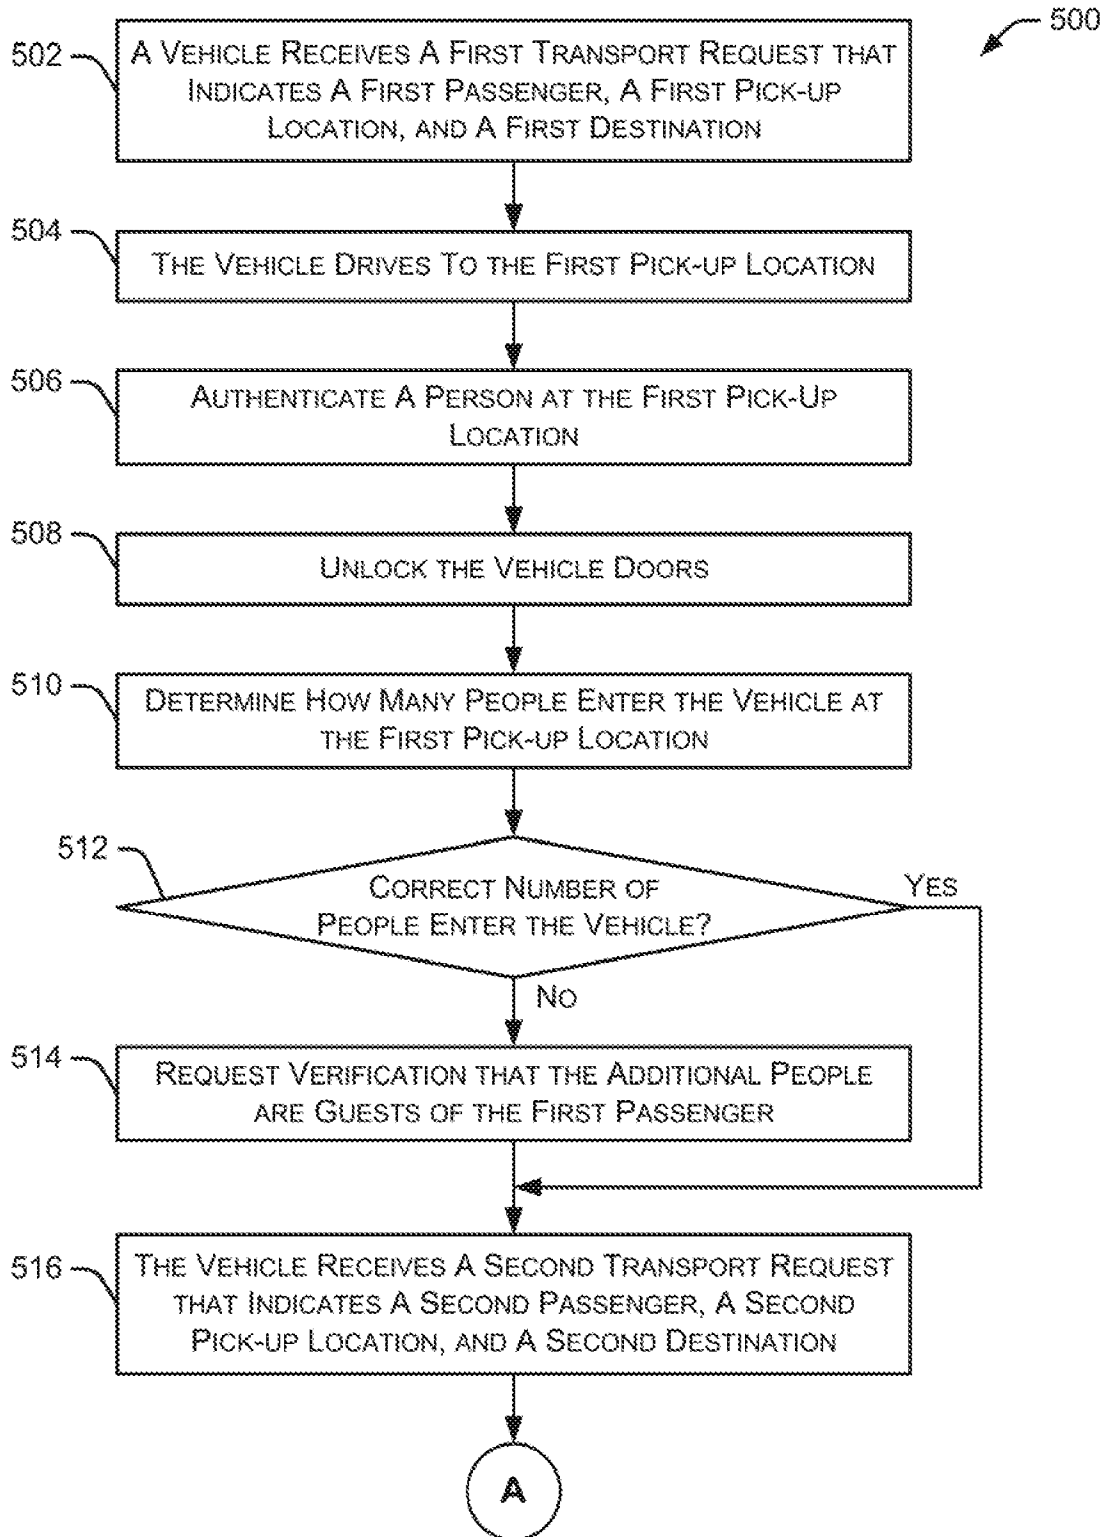 500
502
A VEHICLE RECEIVES A FIRST TRANSPORT REQUEST THAT
INDICATES A FIRST PASSENGER, A FIRST PICK-UP
LOCATION, AND A FIRST DESTINATION
504
THE VEHICLE DRIVES TO THE FIRST PICK-UP LOCATION
506
AUTHENTICATE A PERSON AT THE FIRST PICK-UP
LOCATION
508
UNLOCK THE VEHICLE DOORS
510
DETERMINE HOW MANY PEOPLE ENTER THE VEHICLE AT
THE FIRST PICK-UP LOCATION
512
CORRECT NUMBER OF
PEOPLE ENTER THE VEHICLE?
YES
NO
514
REQUEST VERIFICATION THAT THE ADDITIONAL PEOPLE
ARE GUESTS OF THE FIRST PASSENGER
516
THE VEHICLE RECEIVES A SECOND TRANSPORT REQUEST
THAT INDICATES A SECOND PASSENGER, A SECOND
PICK-UP LOCATION, AND A SECOND DESTINATION
A